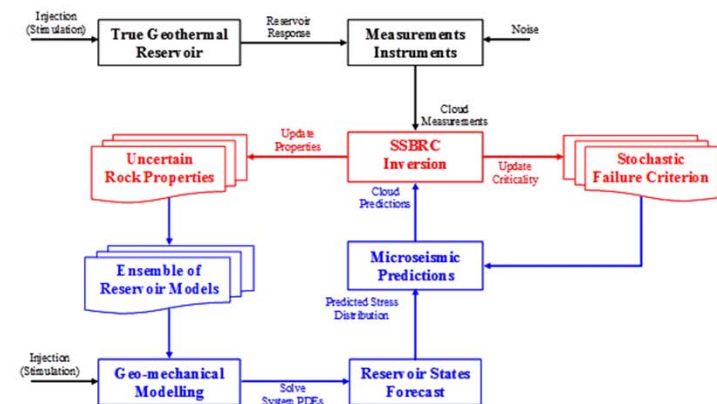 Injection
(Stimulation)
True Geothermal
Reservoir
Reservoir
Response
Measurements
Instruments
Noise
Cloud
Measurements
Uncertain
Rock Properties
Update
Properties
SSBRC
Inversion
Update
Criticality
Stochastic
Failure Criterion
Cloud
Predictions
Ensemble of
Reservoir Models
Microseismic
Predictions
Predicted Stress
Distribution
Injection
(Stimulation)
Geo-mechanical
Modelling
Solve
System PDEs
Reservoir States
Forecast